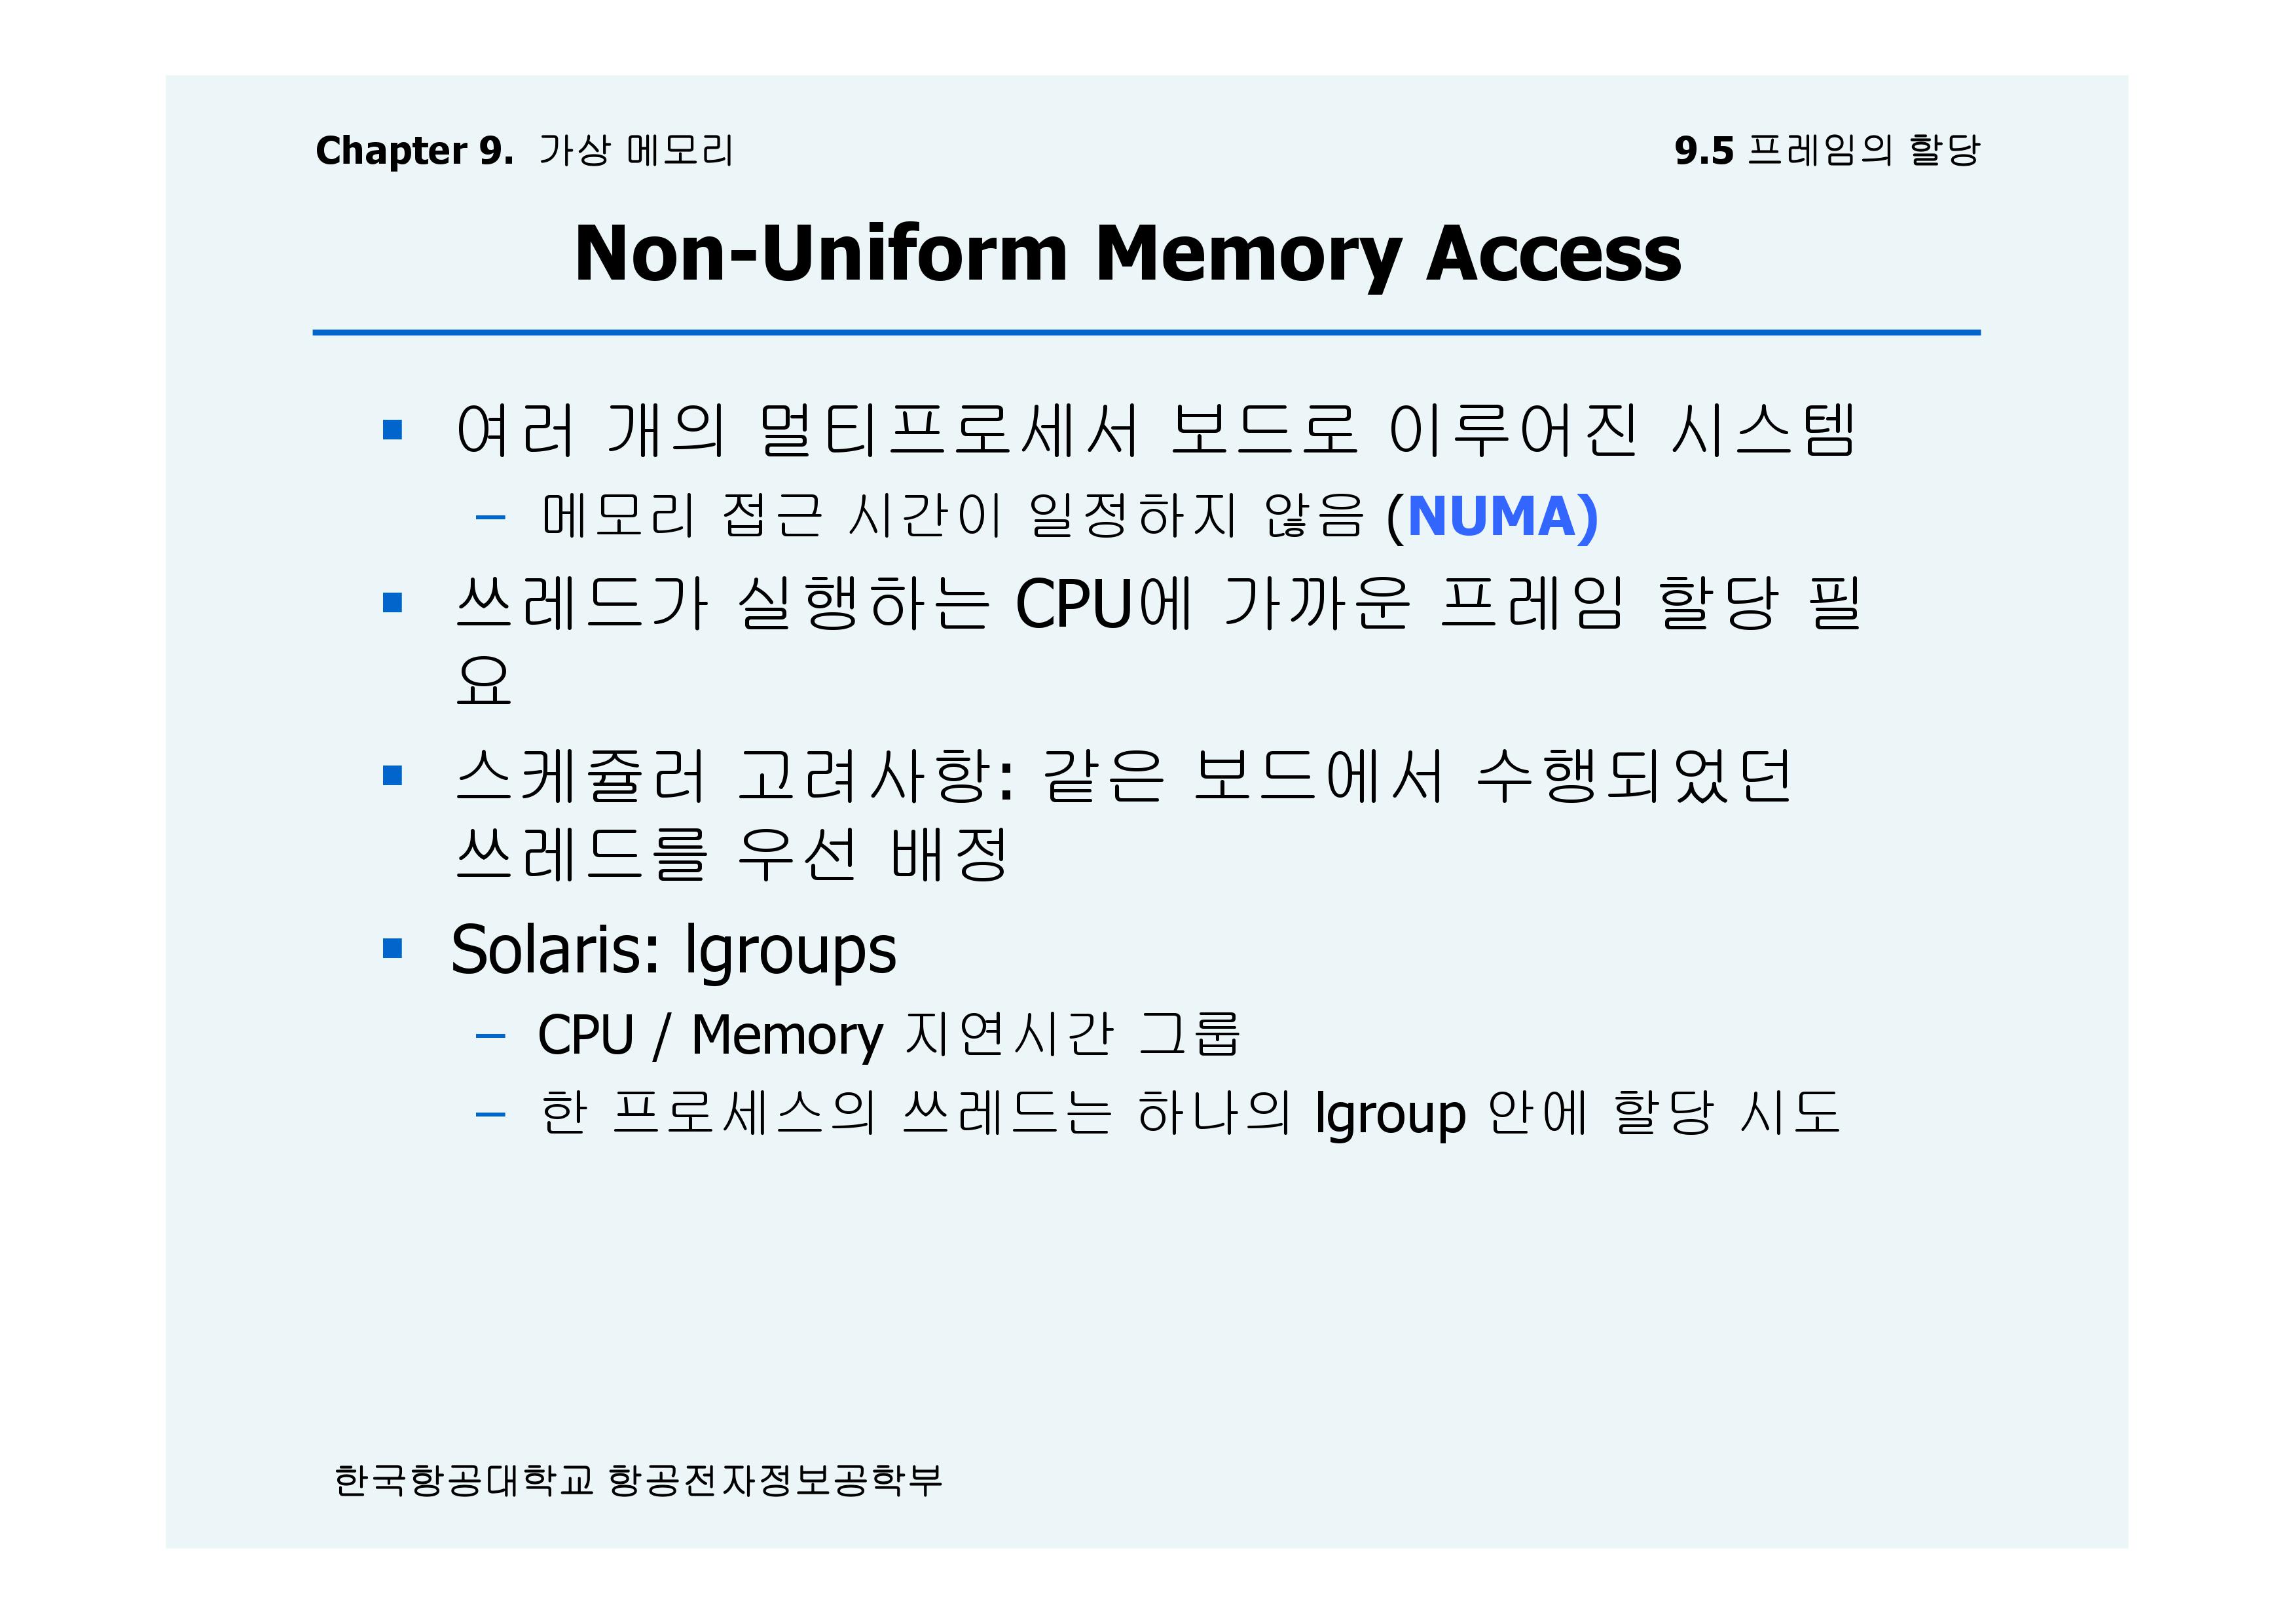 Chapter 9. 가상 메모리
9.5 프레임의 할당
Non-Uniform Memory Access
여러 개의 멀티프로세서 보드로 이루어진 시스템
– 메모리 접근 시간이 일정하지 않음 (NUMA)
쓰레드가 실행하는 CPU에 가까운 프레임 할당 필
요
스케쥴러 고려사항: 같은 보드에서 수행되었던
쓰레드를 우선 배정
Solaris: lgroups
– CPU / Memory 지연시간 그룹
– 한 프로세스의 쓰레드는 하나의 lgroup 안에 할당 시도
한국항공대학교 항공전자정보공학부